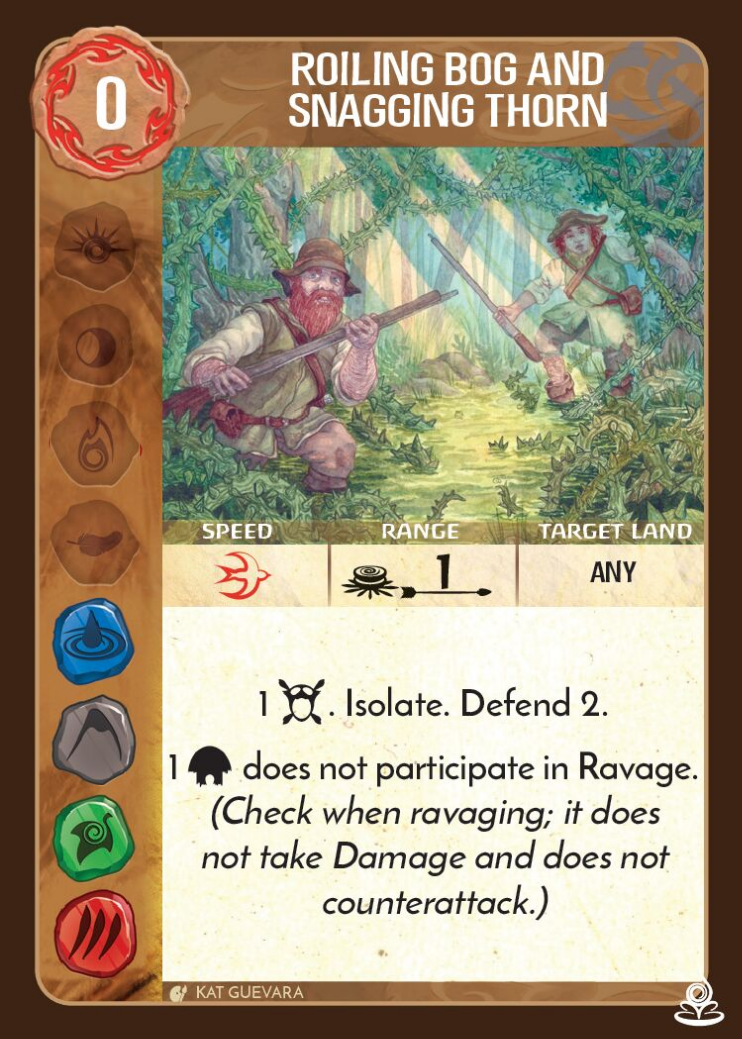 0
ROILING BOG AND
SNAGGING THORN
SPEED RANGE TARGET LAND
1 ANY
1 . Isolate. Defend 2.
1 does not participate in Ravage.
(Check when ravaging; it does
not take Damage and does not
counterattack.)
KAT GUEVARA